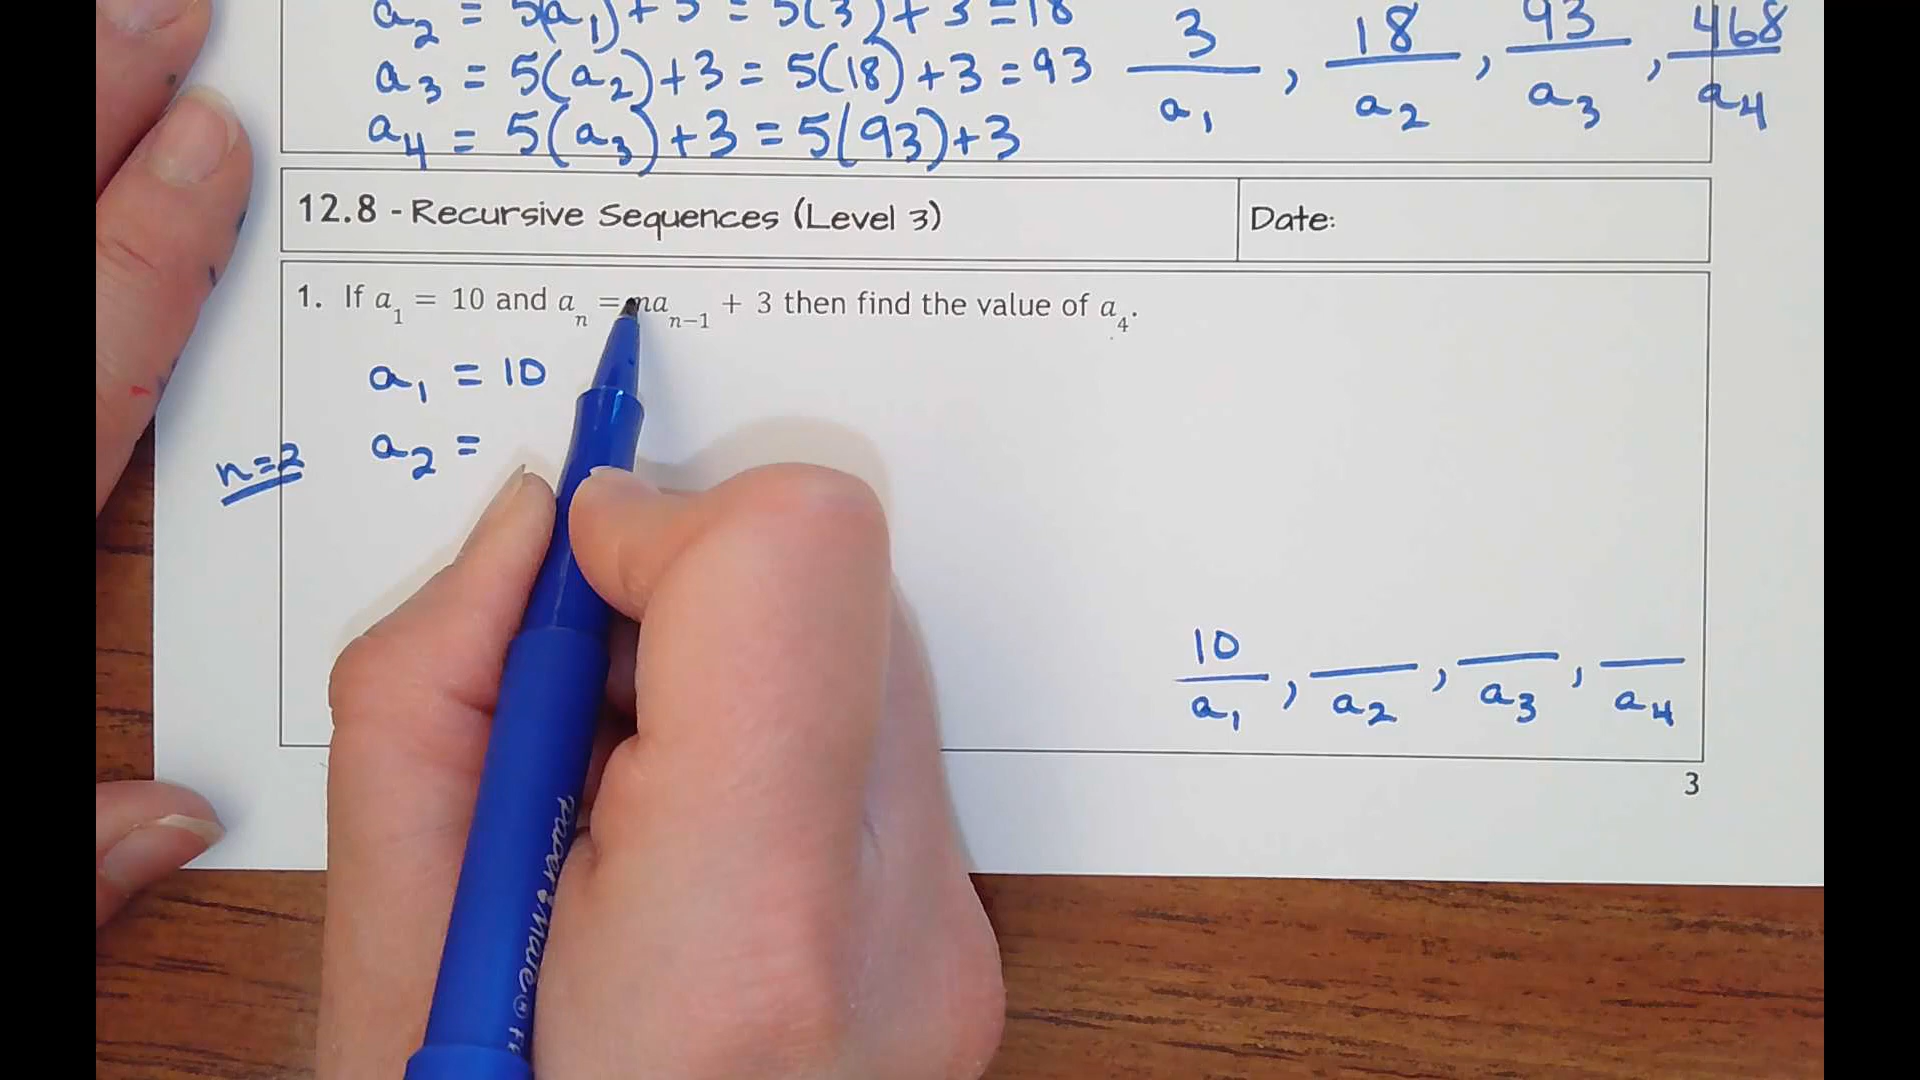 a₂ = 5(a₁) + 3 = 5(3) + 3 = 18
a₃ = 5(a₂) + 3 = 5(18) + 3 = 93
a₄ = 5(a₃) + 3 = 5(93) + 3
3, 18, 93, 468
a₁ a₂ a₃ a₄
12.8 - Recursive Sequences (Level 3)
Date:
1. If a₁ = 10 and aₙ = naₙ₋₁ + 3 then find the value of a₄.
a₁ = 10
n=2
a₂ =
10, , ,
a₁ a₂ a₃ a₄
3
paper mate®